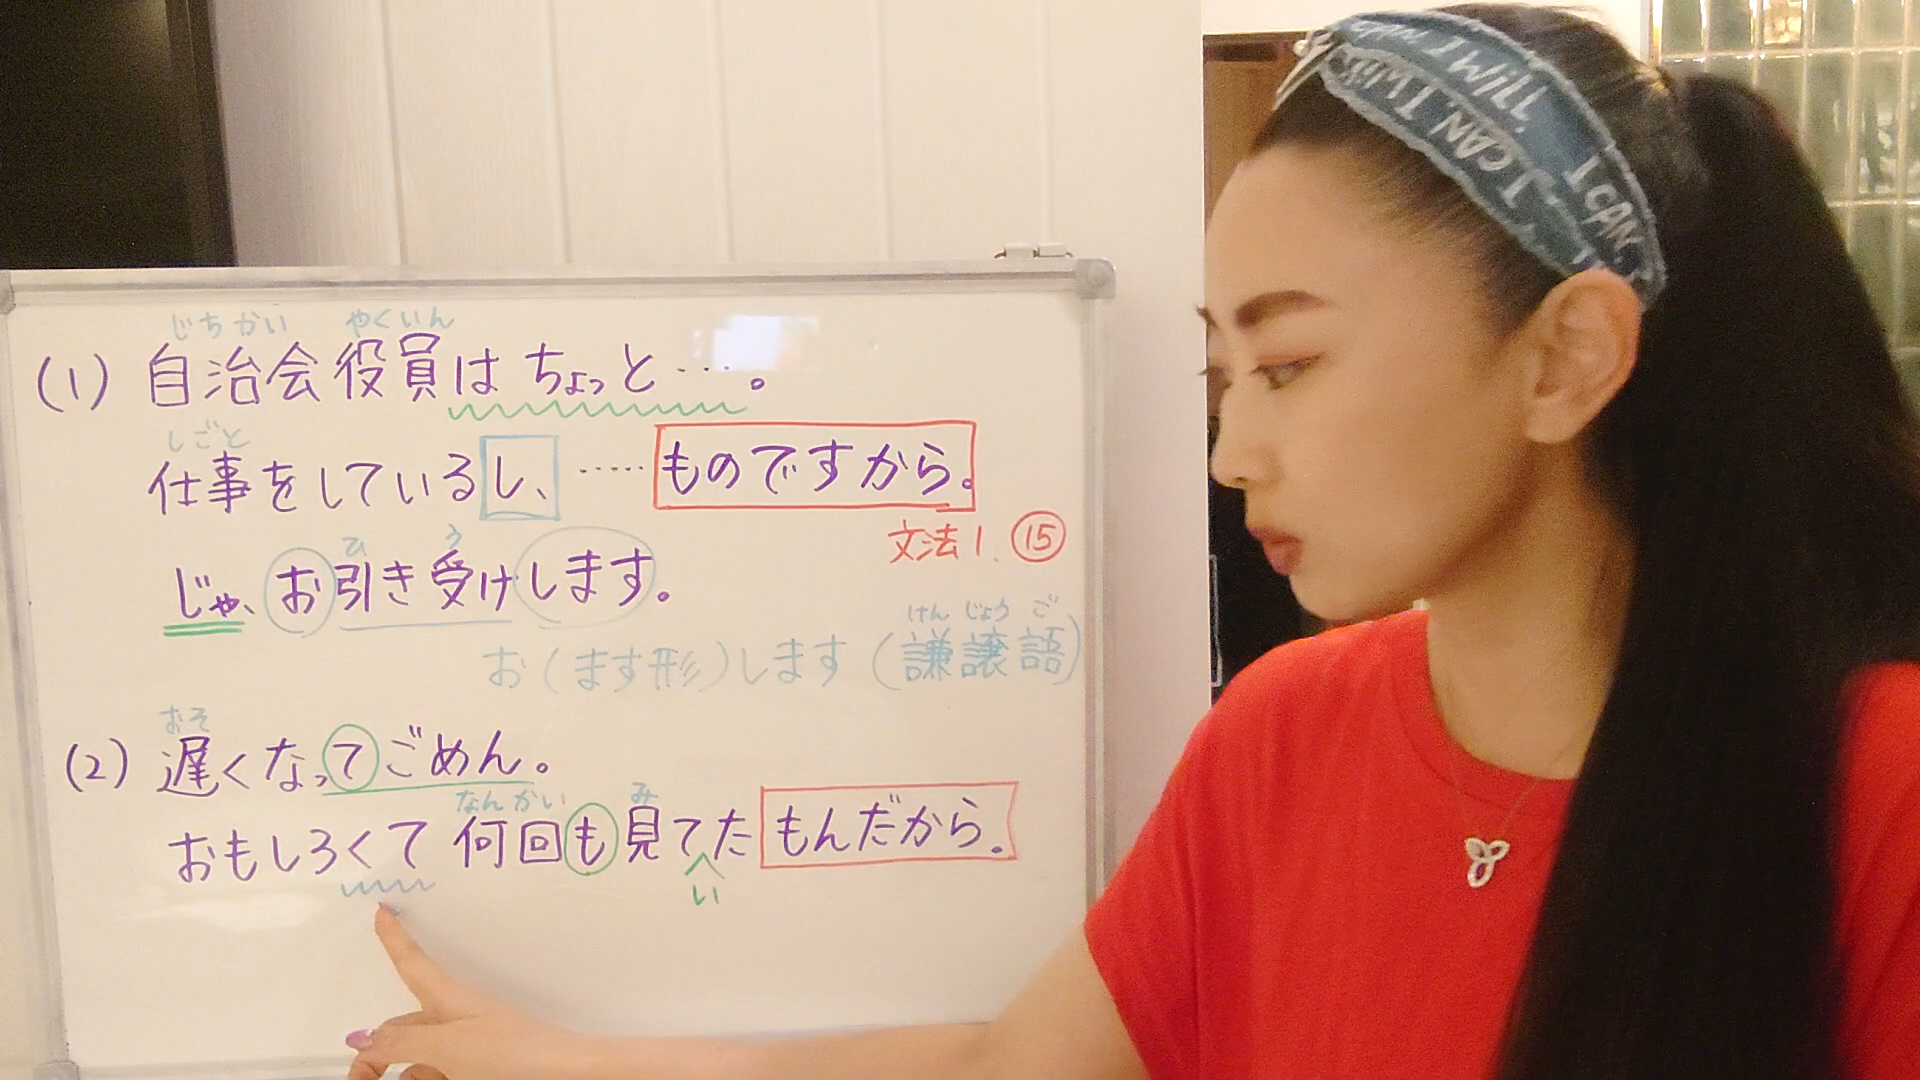 じちかい やくいん
(1) 自治会役員はちょっと…。
しごと
仕事をしているし、……ものですから。
文法1.⑮
ひ う
じゃ、お引き受けします。
けんじょうご
お(ます形)します(謙譲語)
おそ
(2) 遅くなってごめん。
なんかい み
おもしろくて何回も見てたもんだから。
い
I CAN, I Will
I CAN, I